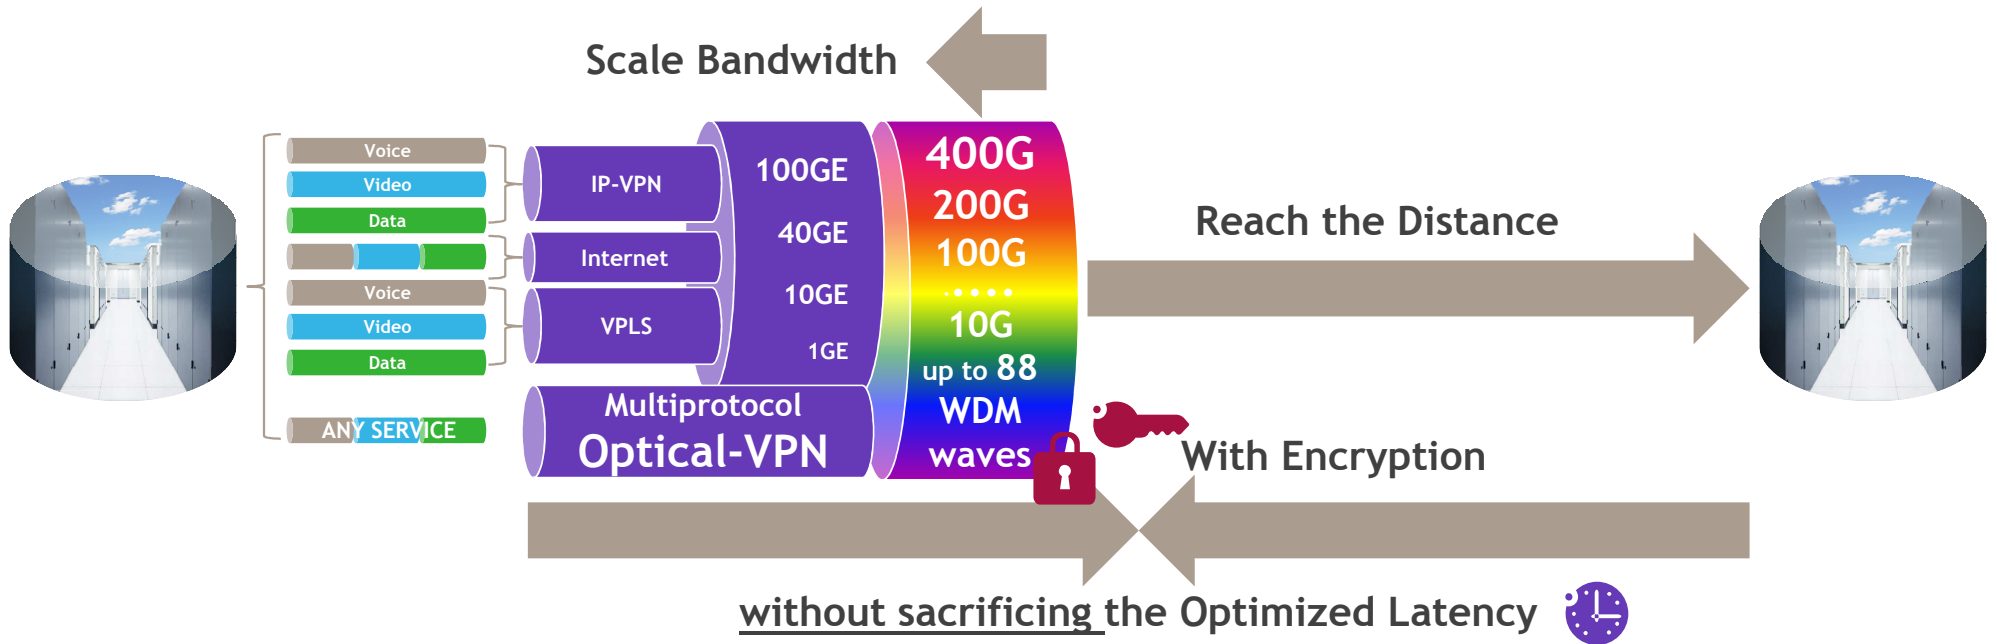 Scale Bandwidth
Voice
Video
Data
Voice
Video
Data
ANY SERVICE
IP-VPN
Internet
VPLS
Multiprotocol
Optical-VPN
100GE
40GE
10GE
1GE
400G
200G
100G
.••••
10G
up to 88
WDM
waves
Reach the Distance
With Encryption
without sacrificing the Optimized Latency